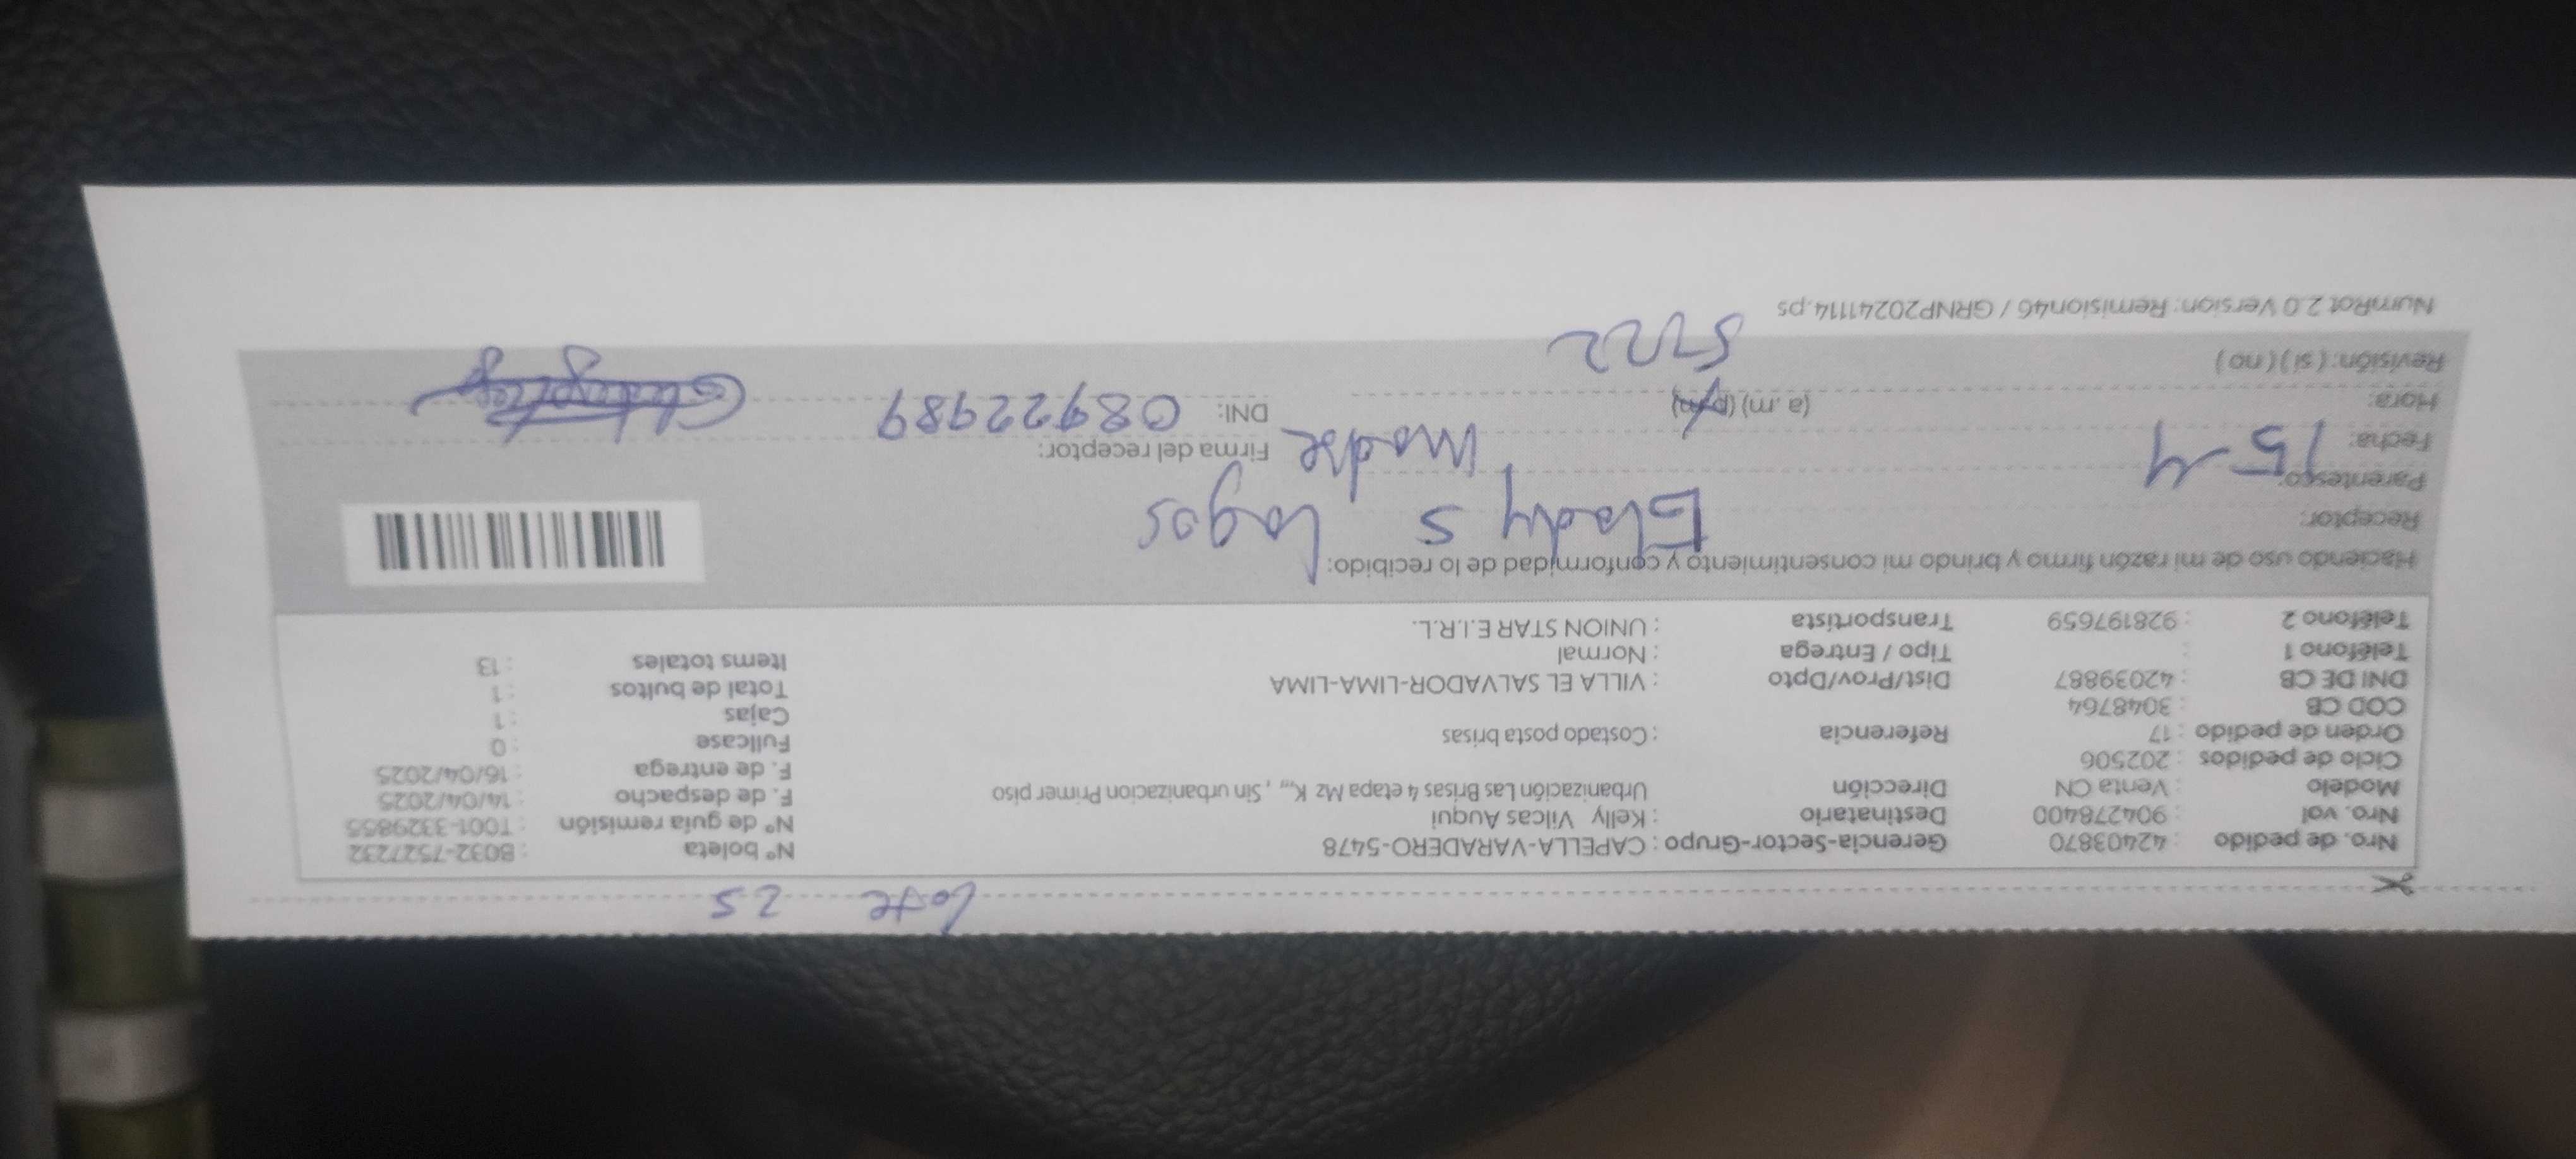 Lote 25
Nro. de pedido : 42403870 Gerencia-Sector-Grupo : CAPELLA-VARADERO-5478 N° boleta : B032-7527232
Nro. val : 904278400 Destinatario : Kelly Vilcas Auqui N° de guía remisión : T001-3329855
Modelo : Venta CN Dirección Urbanización Las Brisas 4 etapa Mz K,,, , Sin urbanizacion Primer piso F. de despacho : 14/04/2025
Ciclo de pedidos : 202506 F. de entrega : 16/04/2025
Orden de pedido : 17 Referencia : Costado posta brisas Fullcase : 0
COD CB : 3048764 Cajas : 1
DNI DE CB : 42039887 Dist/Prov/Dpto : VILLA EL SALVADOR-LIMA-LIMA Total de bultos : 1
Teléfono 1 : Tipo / Entrega : Normal Items totales : 13
Teléfono 2 : 928197659 Transportista : UNION STAR E.I.R.L.
Haciendo uso de mi razón firmo y brindo mi consentimiento y conformidad de lo recibido:
Receptor: Glady s Lagos
Parentesco: Madre
Fecha: 15-4 Firma del receptor:
Hora: (a .m) (p.m) DNI: 08922989
Revisión: ( si ) ( no ) 5722
NumRot 2.0 Version: Remision46 / GRNP20241114.ps